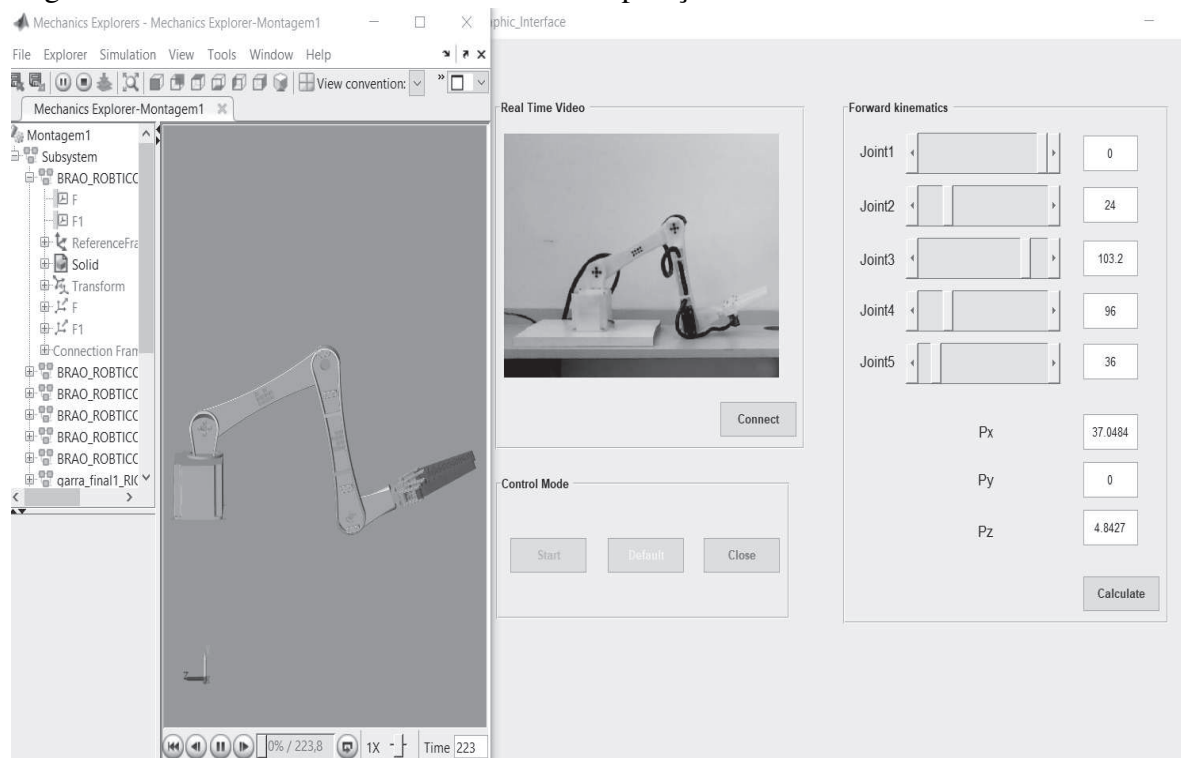 Mechanics Explorers - Mechanics Explorer-Montagem1
File Explorer Simulation View Tools Window Help
View convention:
Mechanics Explorer-Montagem1
Montagem1
Subsystem
BRAO_ROBTICC
F
F1
ReferenceFra
Solid
Transform
F
F1
Connection Fran
BRAO_ROBTICC
BRAO_ROBTICC
BRAO_ROBTICC
BRAO_ROBTICC
BRAO_ROBTICC
garra_final1_RIC
z
0% / 223,8
1X
Time 223
phic_Interface
Real Time Video
Connect
Control Mode
Start Default Close
Forward kinematics
Joint1 0
Joint2 24
Joint3 103.2
Joint4 96
Joint5 36
Px 37.0484
Py 0
Pz 4.8427
Calculate